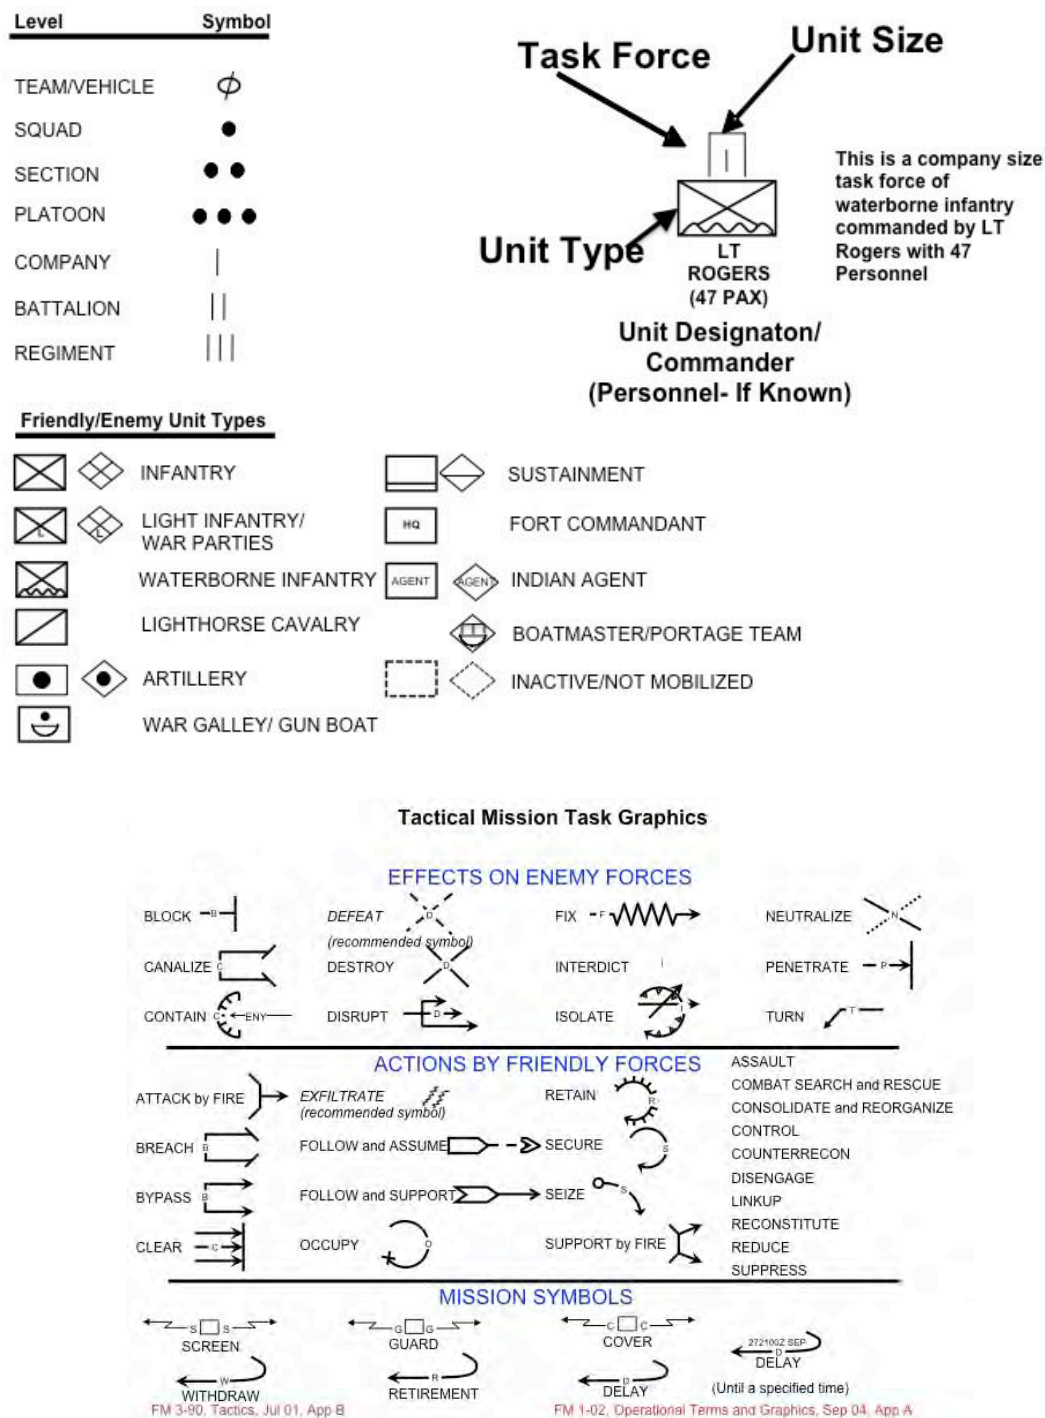 Level Symbol
TEAM/VEHICLE
SQUAD
SECTION
PLATOON
COMPANY
BATTALION
REGIMENT
Task Force
Unit Size
Unit Type
LT
ROGERS
(47 PAX)
This is a company size
task force of
waterborne infantry
commanded by LT
Rogers with 47
Personnel
Unit Designaton/
Commander
(Personnel- If Known)
Friendly/Enemy Unit Types
INFANTRY
L L LIGHT INFANTRY/
WAR PARTIES
WATERBORNE INFANTRY
LIGHTHORSE CAVALRY
ARTILLERY
WAR GALLEY/ GUN BOAT
SUSTAINMENT
HQ FORT COMMANDANT
AGENT AGENT INDIAN AGENT
BOATMASTER/PORTAGE TEAM
INACTIVE/NOT MOBILIZED
Tactical Mission Task Graphics
EFFECTS ON ENEMY FORCES
BLOCK B DEFEAT D FIX F NEUTRALIZE N
(recommended symbol)
CANALIZE C DESTROY D INTERDICT I PENETRATE P
CONTAIN C ENY DISRUPT D ISOLATE I TURN T
ACTIONS BY FRIENDLY FORCES
ATTACK by FIRE EXFILTRATE RETAIN R
(recommended symbol)
BREACH B FOLLOW and ASSUME SECURE S
BYPASS B FOLLOW and SUPPORT SEIZE S
CLEAR C OCCUPY O SUPPORT by FIRE
ASSAULT
COMBAT SEARCH and RESCUE
CONSOLIDATE and REORGANIZE
CONTROL
COUNTERRECON
DISENGAGE
LINKUP
RECONSTITUTE
REDUCE
SUPPRESS
MISSION SYMBOLS
S S G G C C 272100Z SEP
SCREEN GUARD COVER D
DELAY
W R D
WITHDRAW RETIREMENT DELAY (Until a specified time)
FM 3-90, Tactics, Jul 01, App B FM 1-02, Operational Terms and Graphics, Sep 04, App A